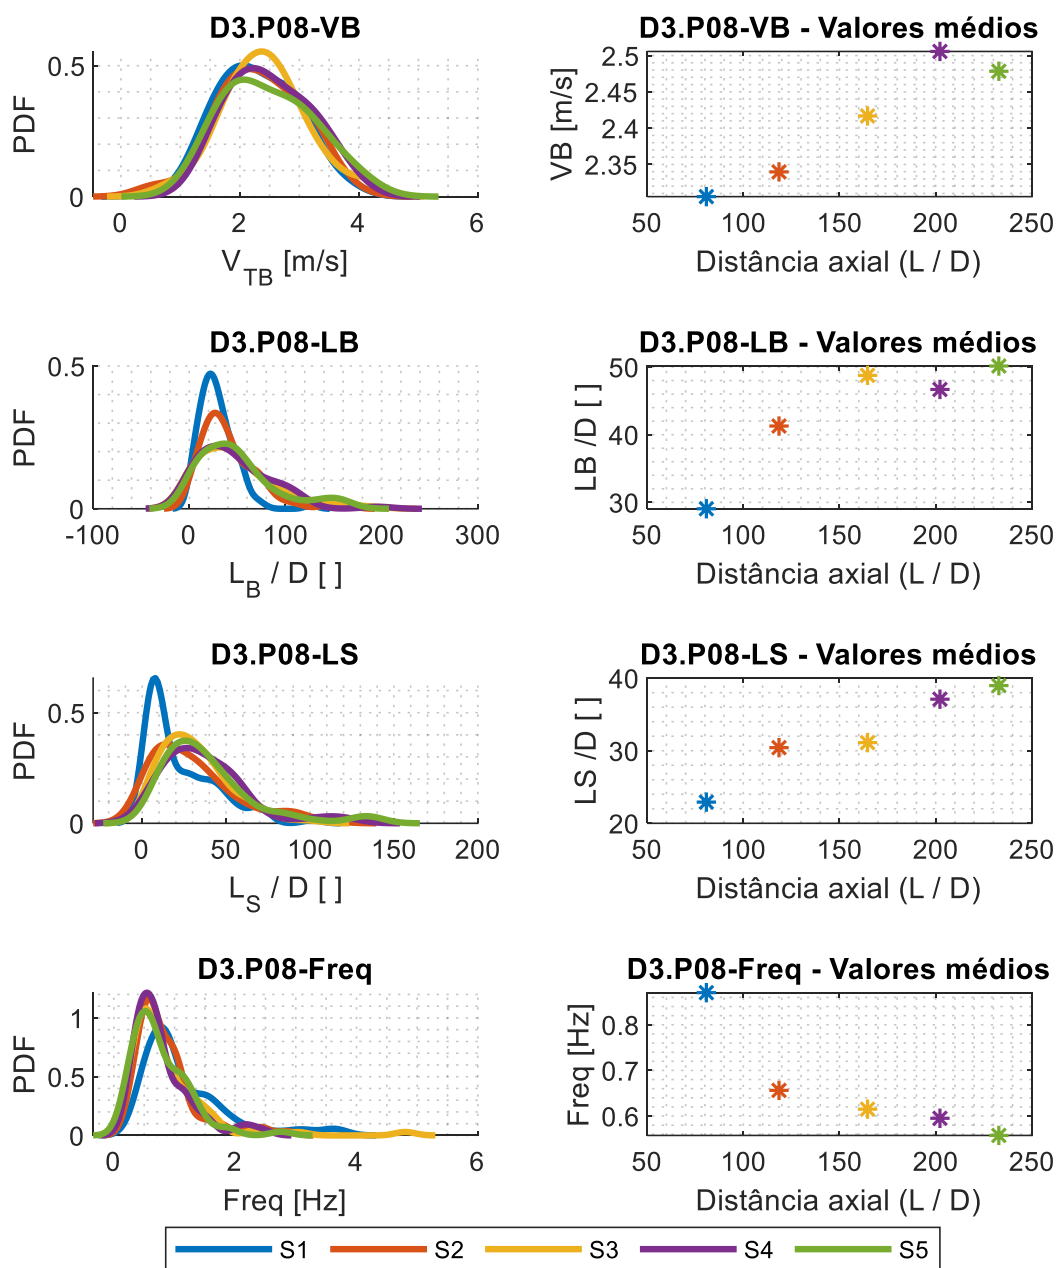 D3.P08-VB
0.5
0
PDF
0
2
4
6
V_TB [m/s]
D3.P08-VB - Valores médios
2.5
2.45
2.4
2.35
VB [m/s]
50
100
150
200
250
Distância axial (L / D)
D3.P08-LB
0.5
0
PDF
-100
0
100
200
300
L_B / D [ ]
D3.P08-LB - Valores médios
50
40
30
LB /D [ ]
50
100
150
200
250
Distância axial (L / D)
D3.P08-LS
0.5
0
PDF
0
50
100
150
200
L_S / D [ ]
D3.P08-LS - Valores médios
40
30
20
LS /D [ ]
50
100
150
200
250
Distância axial (L / D)
D3.P08-Freq
1
0.5
0
PDF
0
2
4
6
Freq [Hz]
D3.P08-Freq - Valores médios
0.8
0.7
0.6
Freq [Hz]
50
100
150
200
250
Distância axial (L / D)
S1 S2 S3 S4 S5